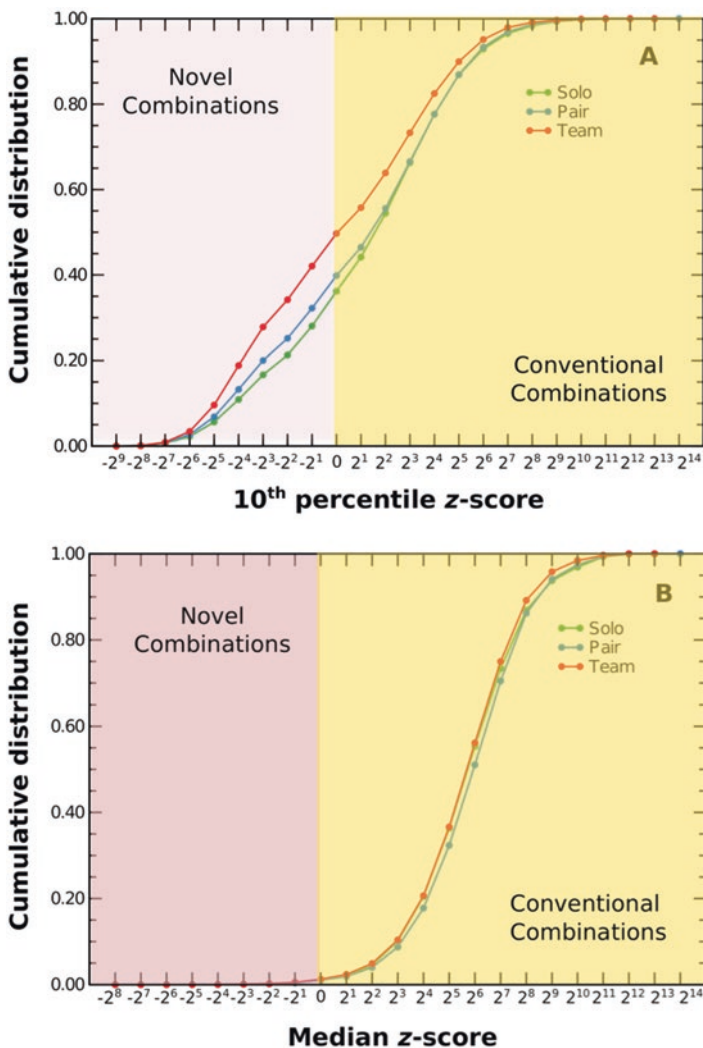 A
Novel
Combinations
Solo
Pair
Team
Conventional
Combinations
Cumulative distribution
1.00
0.80
0.60
0.40
0.20
0.00
-2⁹ -2⁸ -2⁷ -2⁶ -2⁵ -2⁴ -2³ -2² -2¹ 0 2¹ 2² 2³ 2⁴ 2⁵ 2⁶ 2⁷ 2⁸ 2⁹ 2¹⁰ 2¹¹ 2¹² 2¹³ 2¹⁴
10th percentile z-score
B
Novel
Combinations
Solo
Pair
Team
Conventional
Combinations
Cumulative distribution
1.00
0.80
0.60
0.40
0.20
0.00
-2⁸ -2⁷ -2⁶ -2⁵ -2⁴ -2³ -2² -2¹ 0 2¹ 2² 2³ 2⁴ 2⁵ 2⁶ 2⁷ 2⁸ 2⁹ 2¹⁰ 2¹¹ 2¹² 2¹³ 2¹⁴
Median z-score